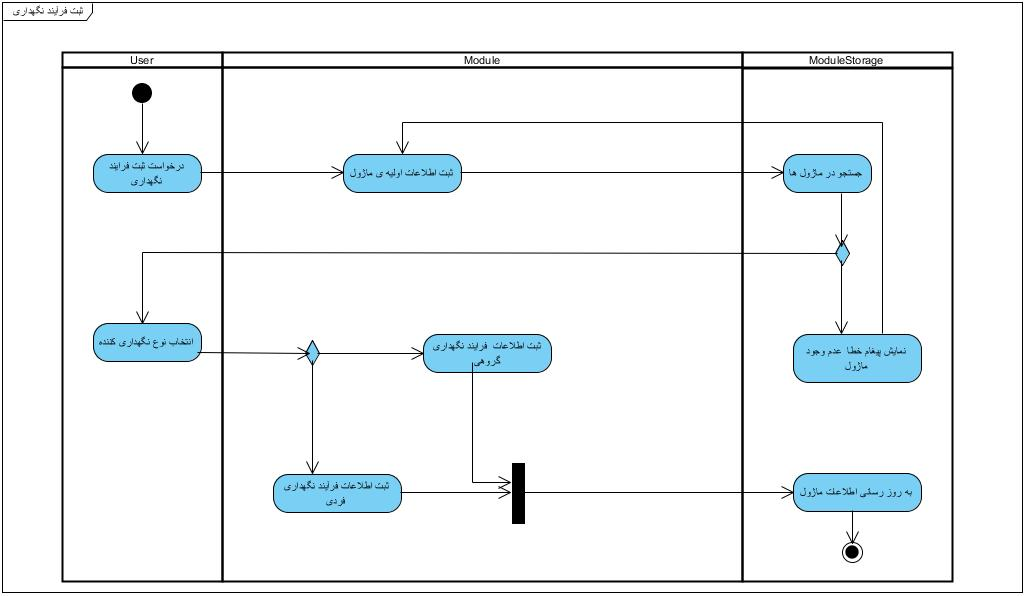 ثبت فرآیند نگهداری
User
Module
ModuleStorage
درخواست ثبت فرایند
نگهداری
ثبت اطلاعات اولیه ی ماژول
جستجو در ماژول ها
انتخاب نوع نگهداری کننده
ثبت اطلاعات فرایند نگهداری
گروهی
نمایش پیغام خطا عدم وجود
ماژول
ثبت اطلاعات فرآیند نگهداری
فردی
به روز رسانی اطلاعات ماژول